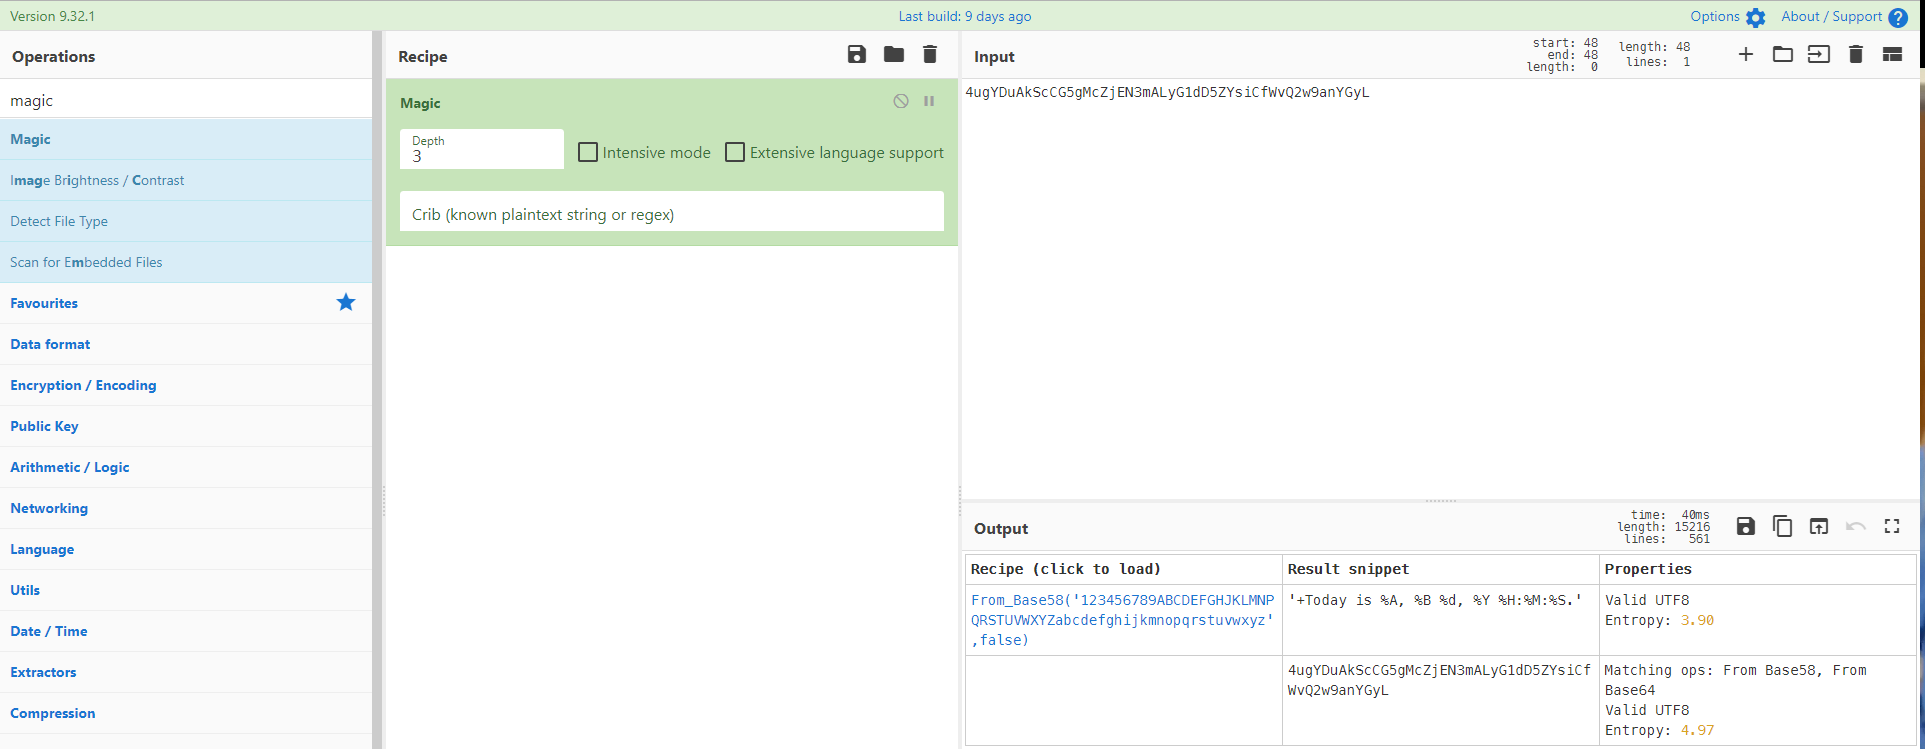 Version 9.32.1
Last build: 9 days ago
Options
About / Support
Operations
magic
Magic
Image Brightness / Contrast
Detect File Type
Scan for Embedded Files
Favourites
Data format
Encryption / Encoding
Public Key
Arithmetic / Logic
Networking
Language
Utils
Date / Time
Extractors
Compression
Recipe
Magic
Depth
3
Intensive mode
Extensive language support
Crib (known plaintext string or regex)
Input
start: 48
end: 48
length: 0
length: 48
lines: 1
4ugYDuAkScCG5gMcZjEN3mALyG1dD5ZYsiCfWvQ2w9anYGyL
Output
time: 40ms
length: 15216
lines: 561
Recipe (click to load)
Result snippet
Properties
From_Base58('123456789ABCDEFGHJKLMNP
QRSTUVWXYZabcdefghijkmnopqrstuvwxyz'
,false)
'+Today is %A, %B %d, %Y %H:%M:%S.'
Valid UTF8
Entropy: 3.90
4ugYDuAkScCG5gMcZjEN3mALyG1dD5ZYsiCf
WvQ2w9anYGyL
Matching ops: From Base58, From
Base64
Valid UTF8
Entropy: 4.97